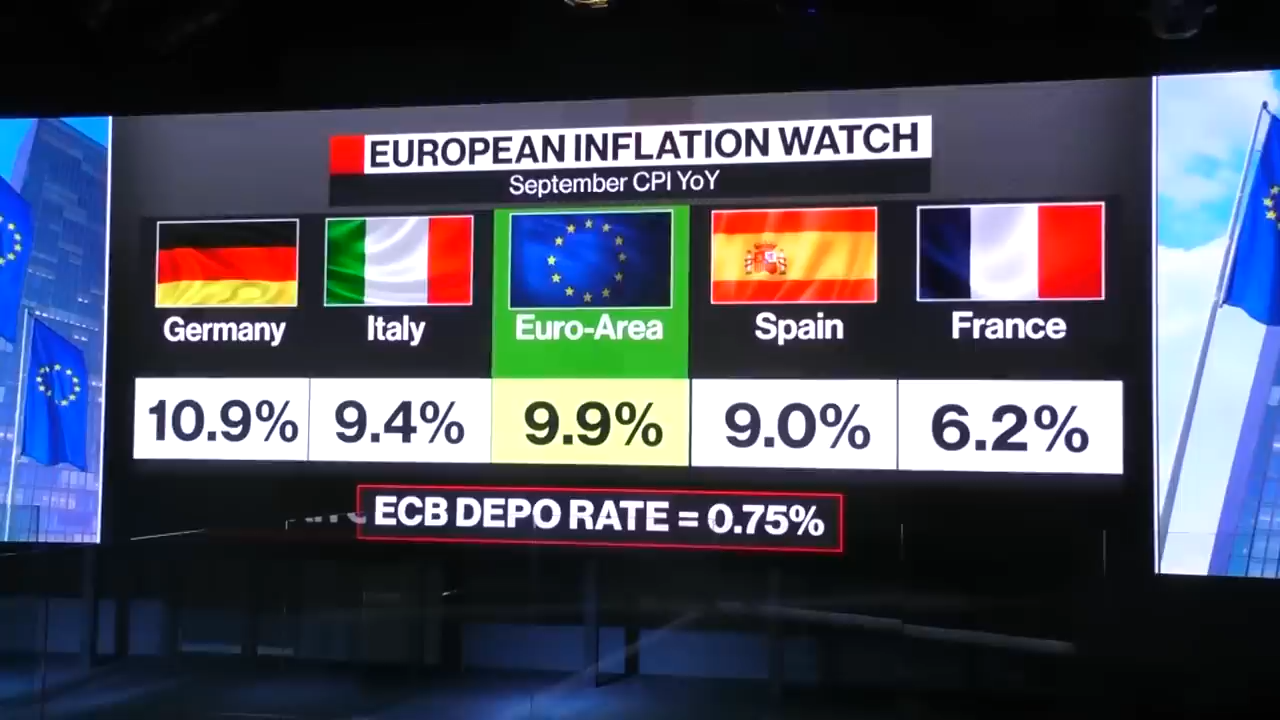 EUROPEAN INFLATION WATCH
September CPI YoY
Germany Italy Euro-Area Spain France
10.9% 9.4% 9.9% 9.0% 6.2%
ECB DEPO RATE = 0.75%